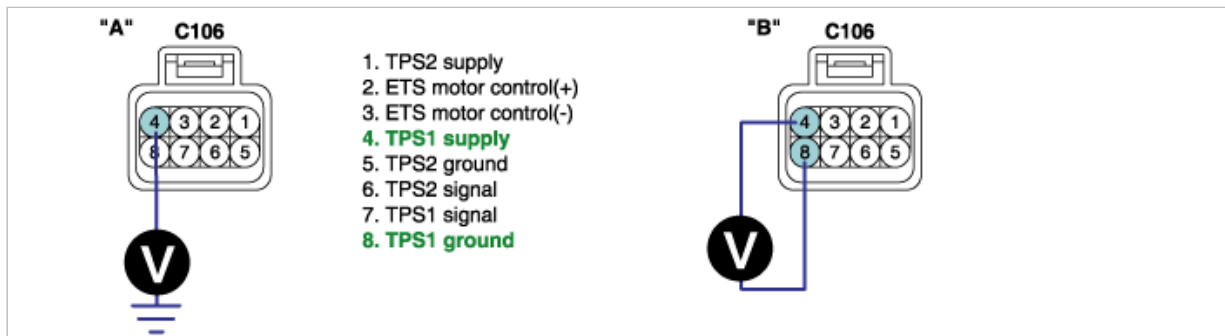 "A"
C106
4 3 2 1
8 7 6 5
V
1. TPS2 supply
2. ETS motor control(+)
3. ETS motor control(-)
4. TPS1 supply
5. TPS2 ground
6. TPS2 signal
7. TPS1 signal
8. TPS1 ground
"B"
C106
4 3 2 1
8 7 6 5
V